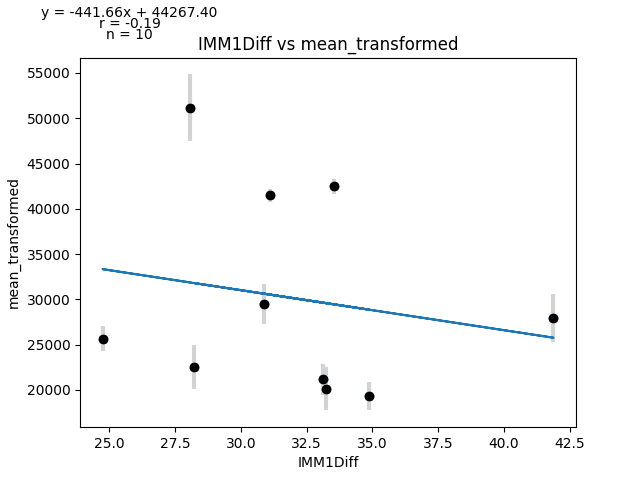 y = -441.66x + 44267.40
r = -0.19
n = 10
IMM1Diff vs mean_transformed
55000
50000
45000
40000
35000
30000
25000
20000
mean_transformed
25.0 27.5 30.0 32.5 35.0 37.5 40.0 42.5
IMM1Diff